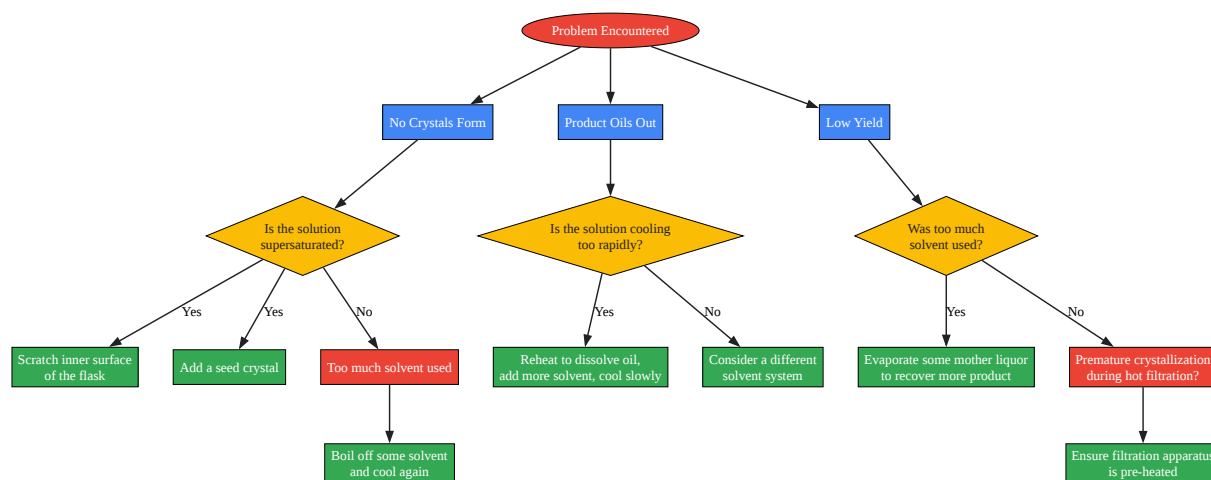 Problem Encountered
No Crystals Form
Product Oils Out
Low Yield
Is the solution
supersaturated?
Is the solution cooling
too rapidly?
Was too much
solvent used?
Yes
Yes
No
Yes
No
Yes
No
Scratch inner surface
of the flask
Add a seed crystal
Too much solvent used
Reheat to dissolve oil,
add more solvent, cool slowly
Consider a different
solvent system
Evaporate some mother liquor
to recover more product
Premature crystallization
during hot filtration?
Boil off some solvent
and cool again
Ensure filtration apparatus
is pre-heated